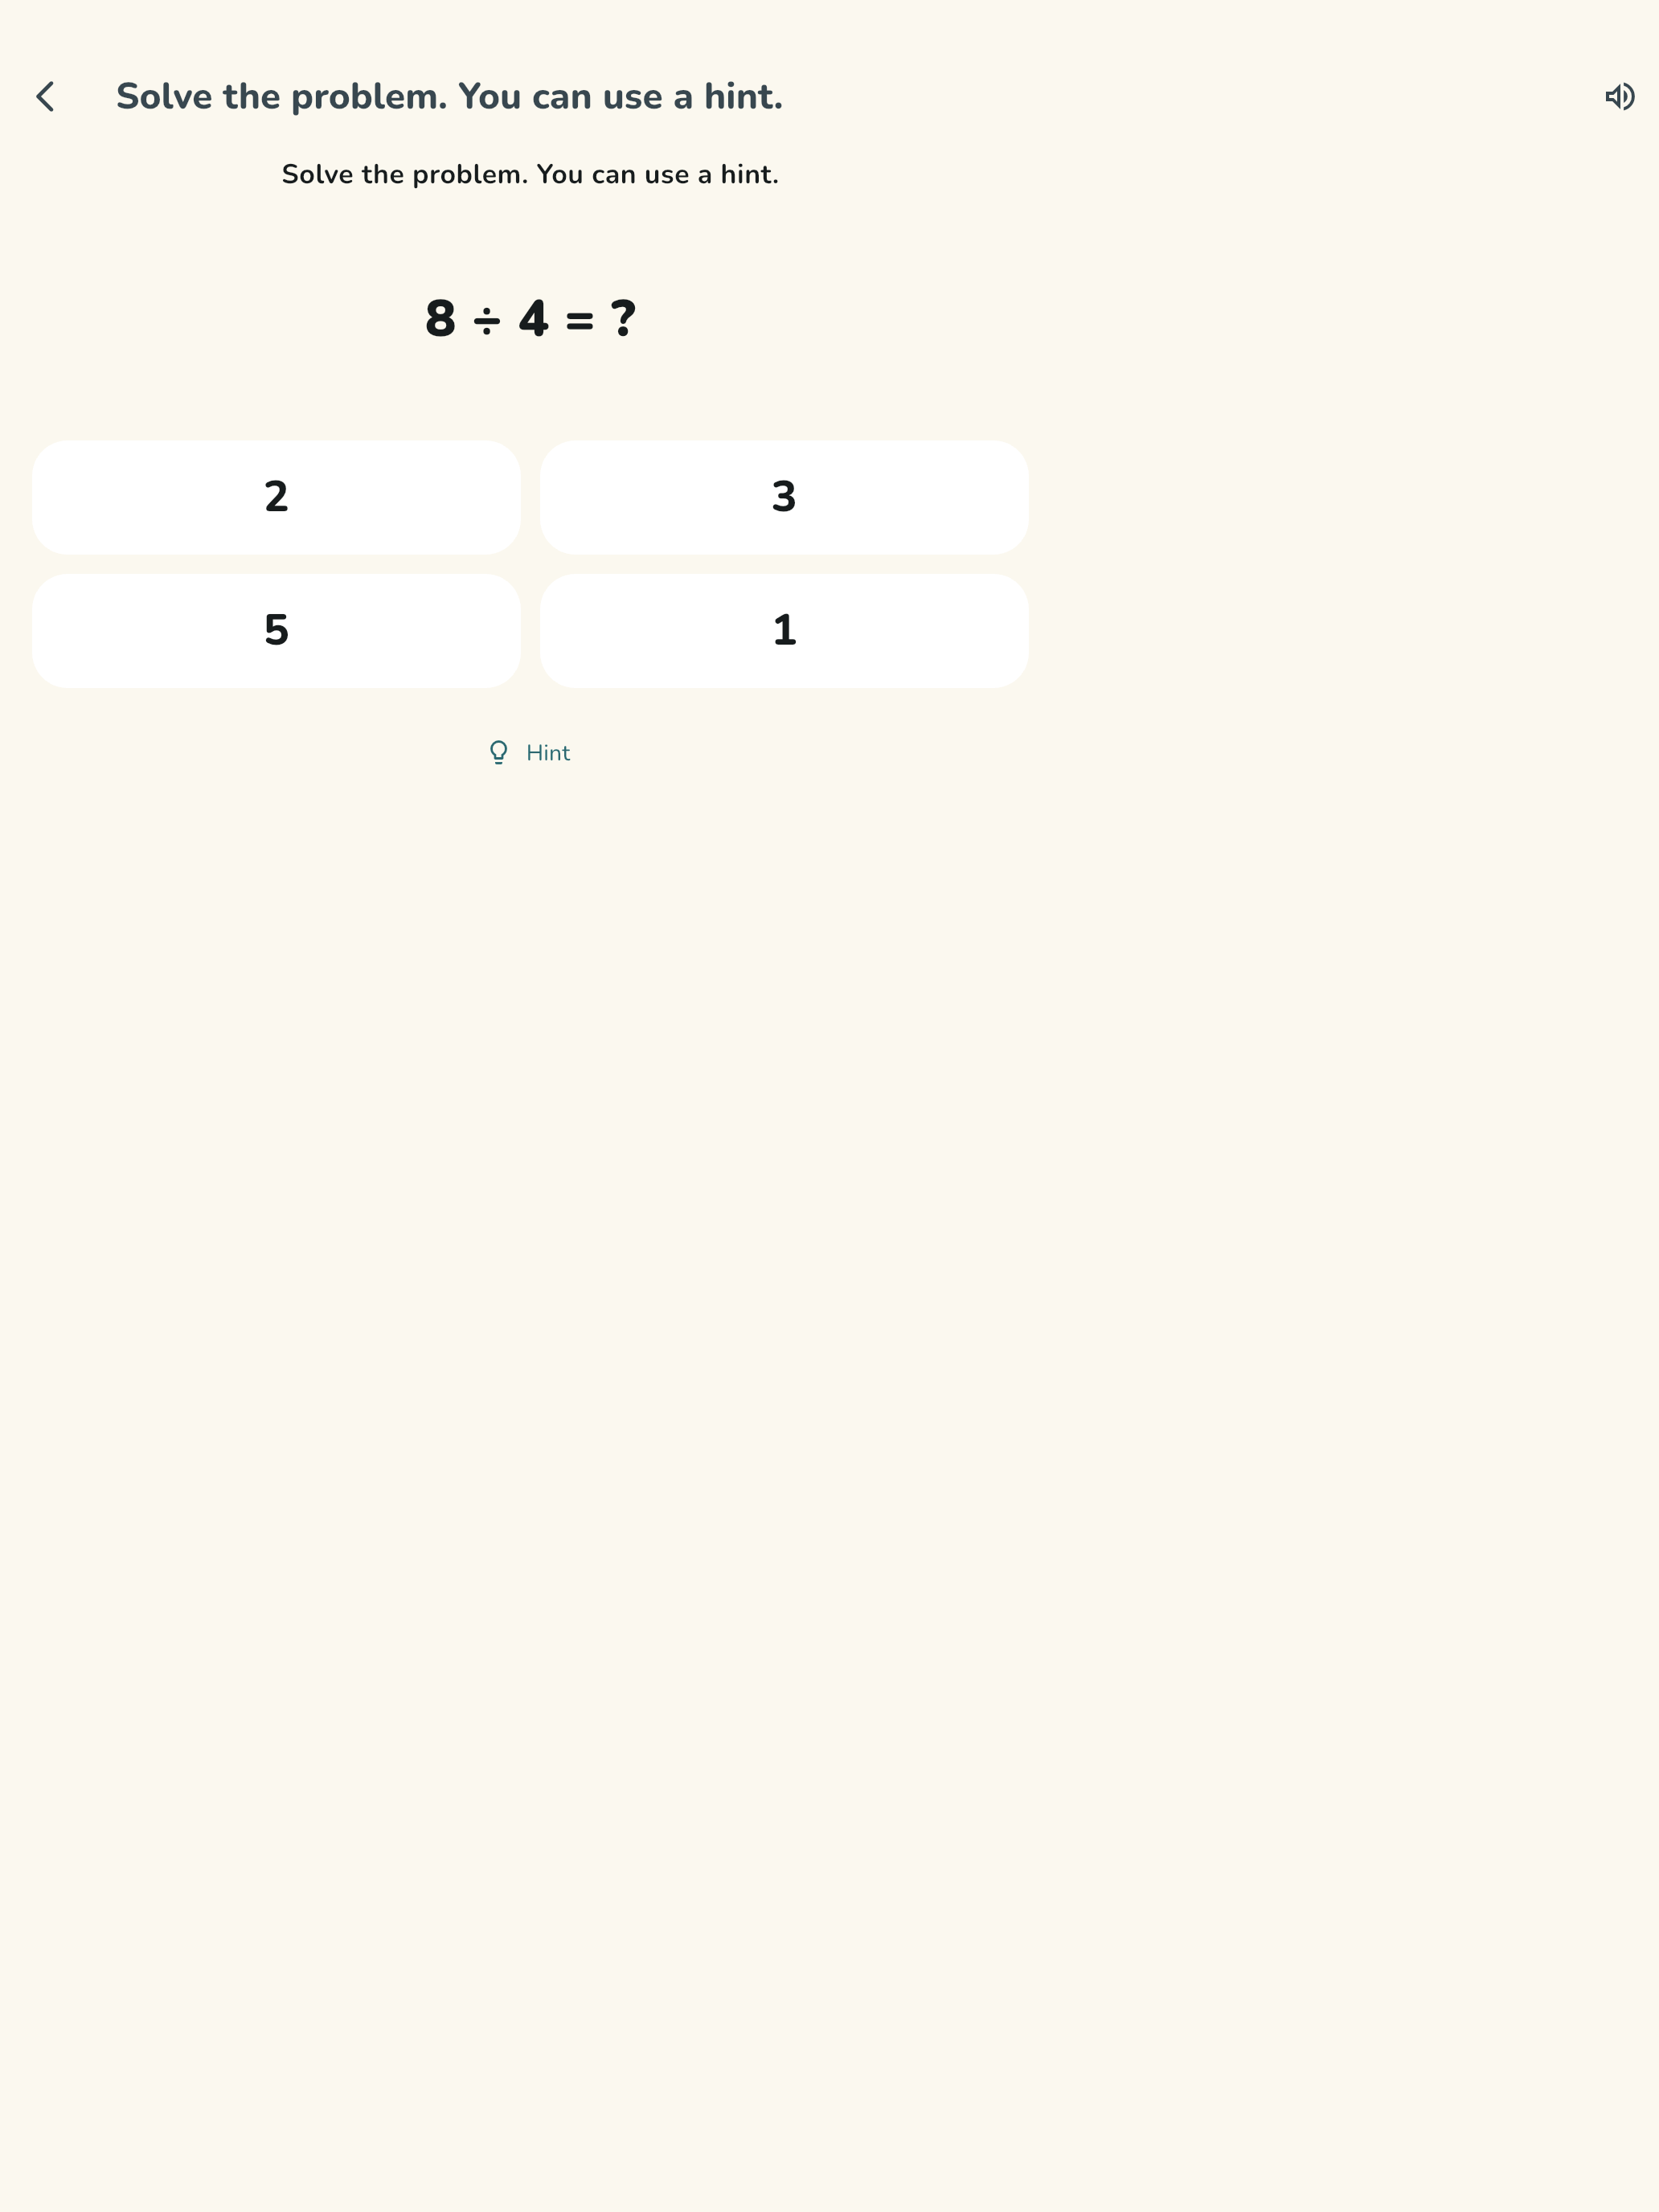 Solve the problem. You can use a hint.
Solve the problem. You can use a hint.
8 ÷ 4 = ?
2
3
5
1
Hint